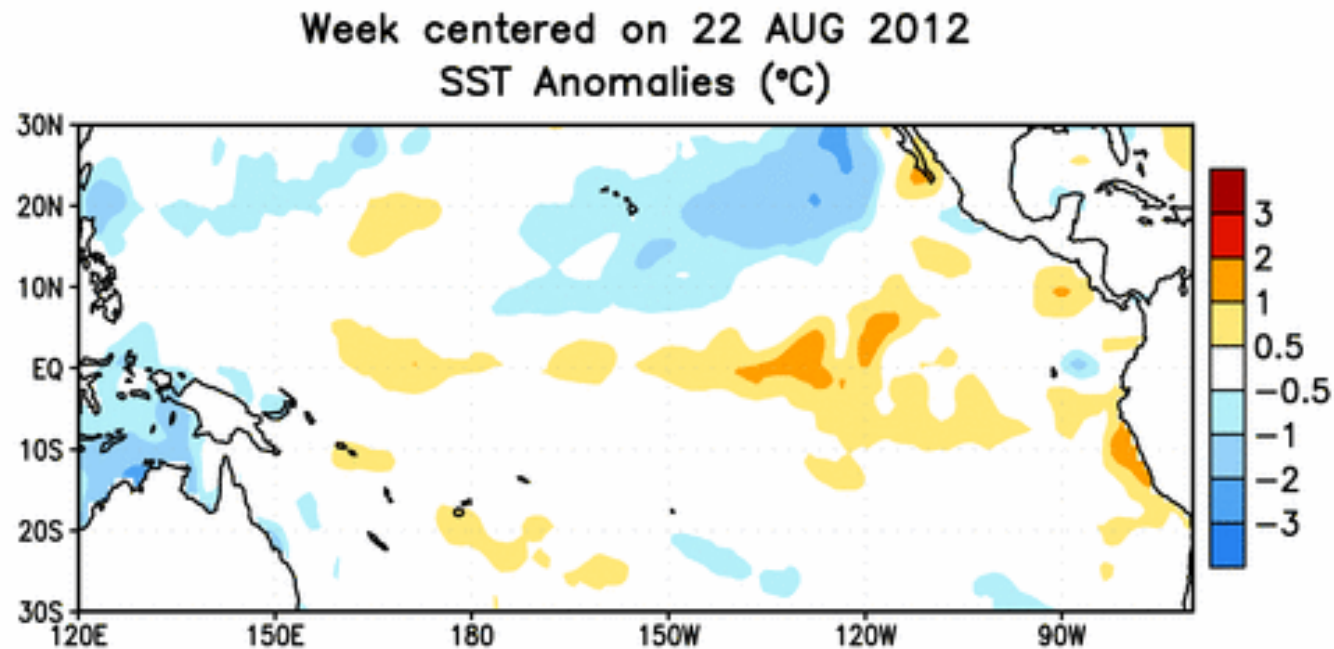 Week centered on 22 AUG 2012
SST Anomalies (°C)
30N
20N
10N
EQ
10S
20S
30S
120E 150E 180 150W 120W 90W
3
2
1
0.5
-0.5
-1
-2
-3